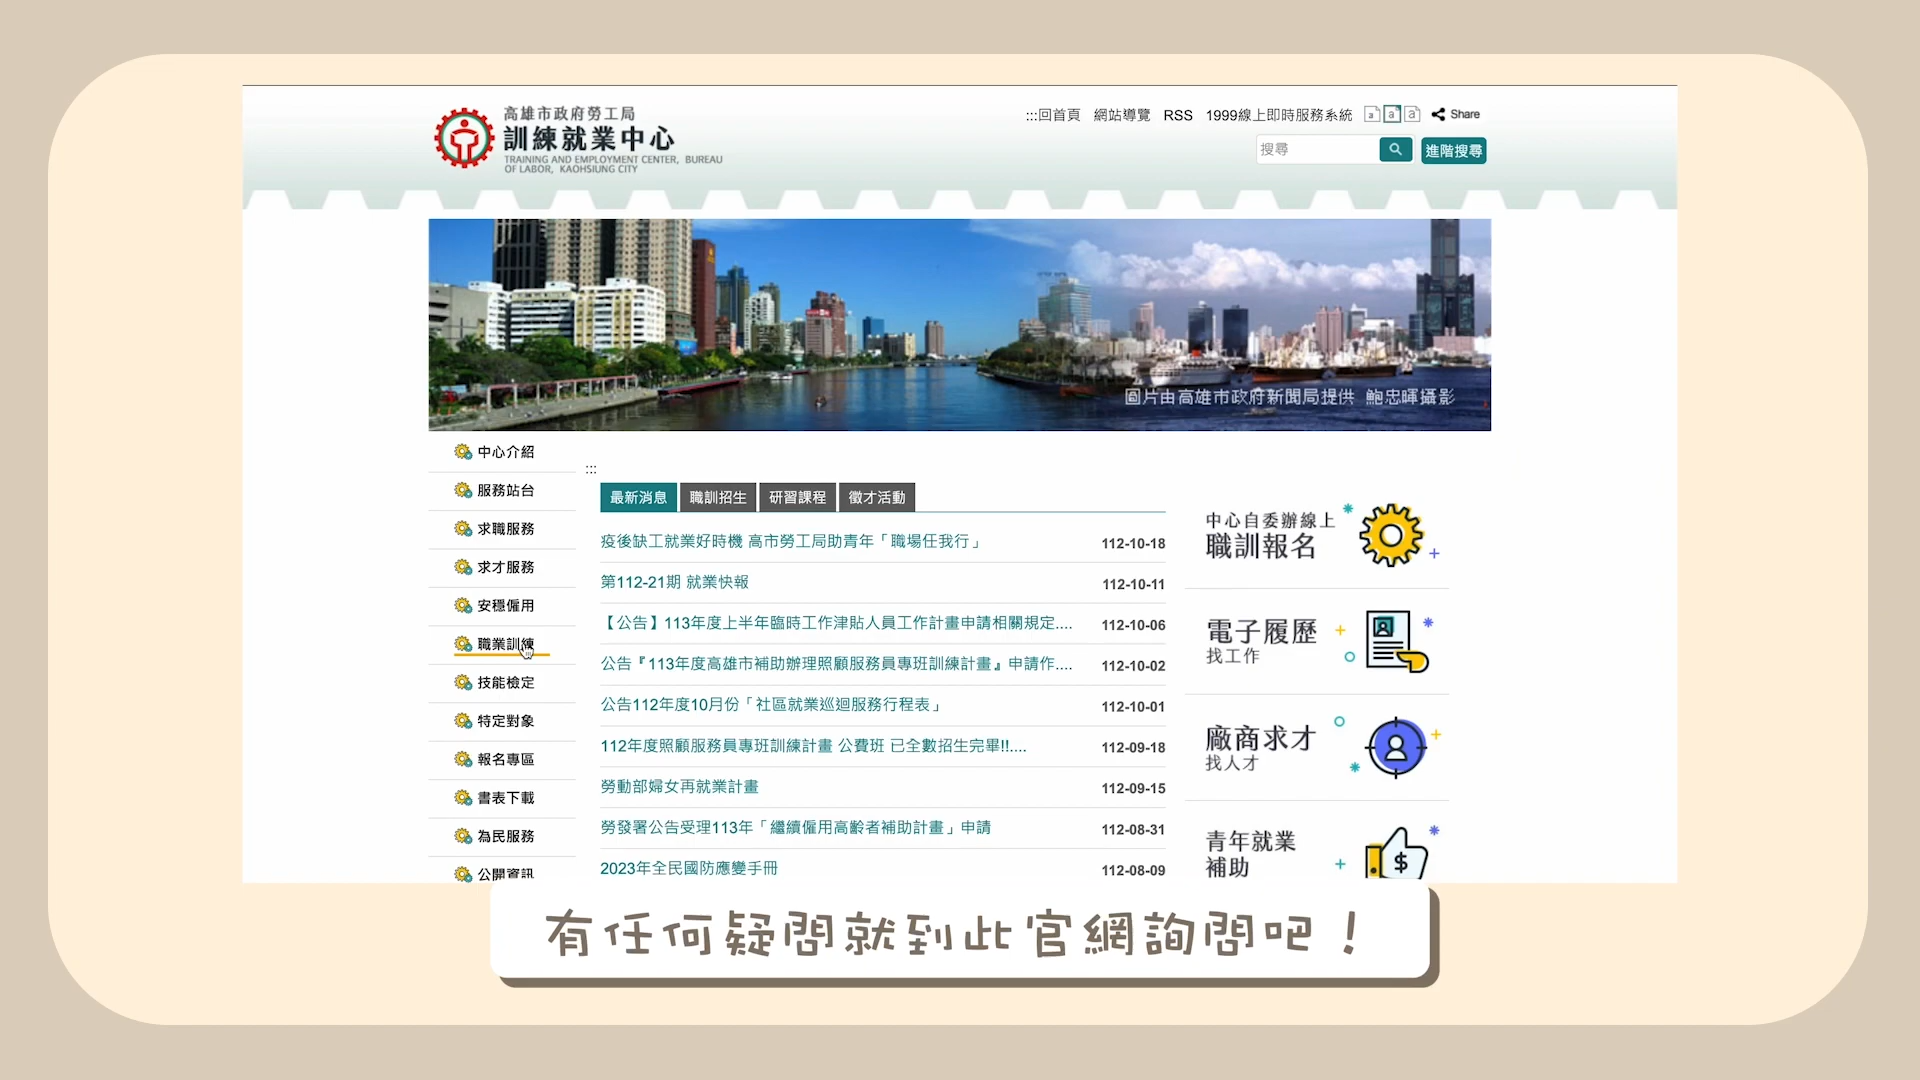 高雄市政府勞工局
訓練就業中心
TRAINING AND EMPLOYMENT CENTER, BUREAU
OF LABOR, KAOHSIUNG CITY
:::回首頁 網站導覽 RSS 1999線上即時服務系統 a a a Share
搜尋 進階搜尋
圖片由高雄市政府新聞局提供 鮑忠暉攝影
中心介紹
服務站台
求職服務
求才服務
安穩僱用
職業訓練
技能檢定
特定對象
報名專區
書表下載
為民服務
公開資訊
:::
最新消息 職訓招生 研習課程 徵才活動
疫後缺工就業好時機 高市勞工局助青年「職場任我行」 112-10-18
第112-21期 就業快報 112-10-11
【公告】113年度上半年臨時工作津貼人員工作計畫申請相關規定.... 112-10-06
公告『113年度高雄市補助辦理照顧服務員專班訓練計畫』申請作.... 112-10-02
公告112年度10月份「社區就業巡迴服務行程表」 112-10-01
112年度照顧服務員專班訓練計畫 公費班 已全數招生完畢!!.... 112-09-18
勞動部婦女再就業計畫 112-09-15
勞發署公告受理113年「繼續僱用高齡者補助計畫」申請 112-08-31
2023年全民國防應變手冊 112-08-09
中心自委辦線上
職訓報名
電子履歷
找工作
廠商求才
找人才
青年就業
補助
有任何疑問就到此官網詢問吧！